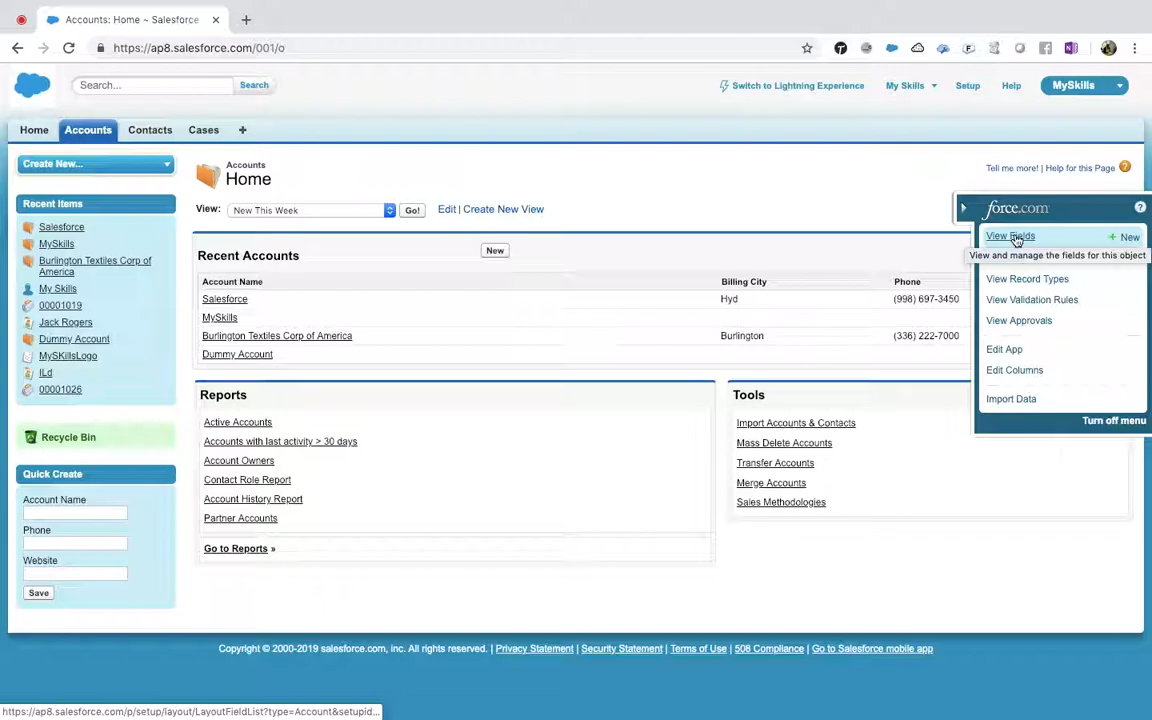 Accounts: Home ~ Salesforce
https://ap8.salesforce.com/001/o
Search...
Search
Switch to Lightning Experience
My Skills
Setup
Help
MySkills
Home
Accounts
Contacts
Cases
Create New...
Accounts
Home
Tell me more! | Help for this Page
Recent Items
Salesforce
MySkills
Burlington Textiles Corp of
America
My Skills
00001019
Jack Rogers
Dummy Account
MySKillsLogo
ILd
00001026
Recycle Bin
Quick Create
Account Name
Phone
Website
Save
View:
New This Week
Go!
Edit | Create New View
Recent Accounts
New
Account Name Billing City Phone
Salesforce Hyd (998) 697-3450
MySkills
Burlington Textiles Corp of America Burlington (336) 222-7000
Dummy Account
Reports
Active Accounts
Accounts with last activity > 30 days
Account Owners
Contact Role Report
Account History Report
Partner Accounts
Go to Reports »
Tools
Import Accounts & Contacts
Mass Delete Accounts
Transfer Accounts
Merge Accounts
Sales Methodologies
force.com
View Fields
+ New
View and manage the fields for this object
View Record Types
View Validation Rules
View Approvals
Edit App
Edit Columns
Import Data
Turn off menu
Copyright © 2000-2019 salesforce.com, inc. All rights reserved. | Privacy Statement | Security Statement | Terms of Use | 508 Compliance | Go to Salesforce mobile app
https://ap8.salesforce.com/p/setup/layout/LayoutFieldList?type=Account&setupid...